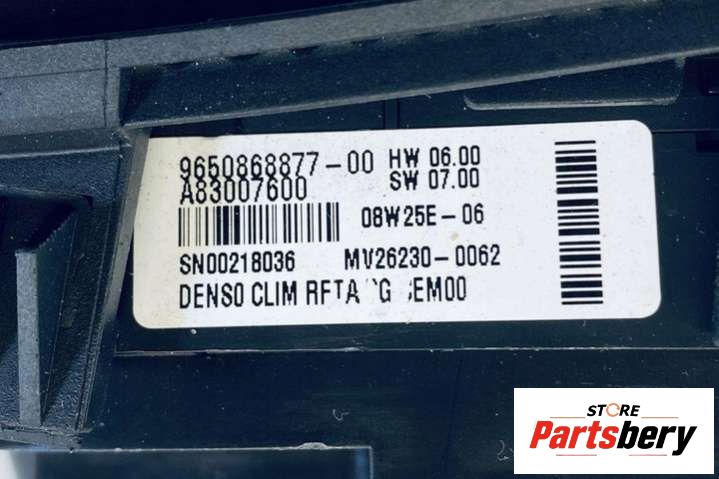 9650868877-00 HW 06.00
A83007600 SW 07.00
08W25E-06
SN00218036 MV26230-0062
DENSO CLIM
STORE
Partsbery